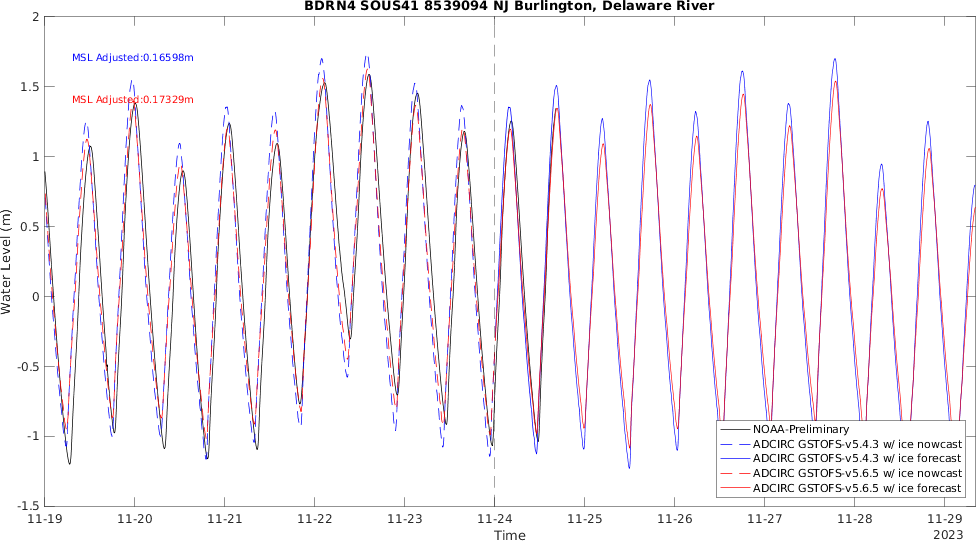 BDRN4 SOUS41 8539094 NJ Burlington, Delaware River
2
MSL Adjusted:0.16598m
1.5
MSL Adjusted:0.17329m
1
0.5
Water Level (m)
0
-0.5
-1
NOAA-Preliminary
ADCIRC GSTOFS-v5.4.3 w/ ice nowcast
ADCIRC GSTOFS-v5.4.3 w/ ice forecast
ADCIRC GSTOFS-v5.6.5 w/ ice nowcast
ADCIRC GSTOFS-v5.6.5 w/ ice forecast
-1.5
11-19 11-20 11-21 11-22 11-23 11-24 11-25 11-26 11-27 11-28 11-29
Time
2023